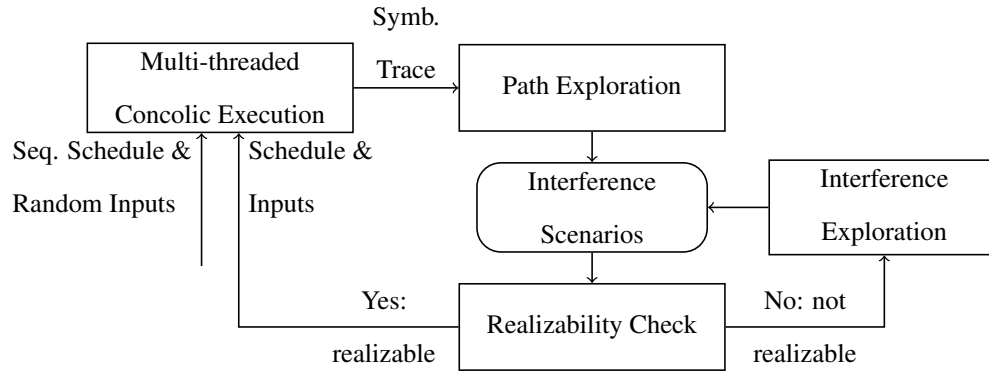 Symb.
Trace
Multi-threaded
Concolic Execution
Path Exploration
Seq. Schedule &
Random Inputs
Schedule &
Inputs
Interference
Scenarios
Interference
Exploration
Yes:
realizable
Realizability Check
No: not
realizable